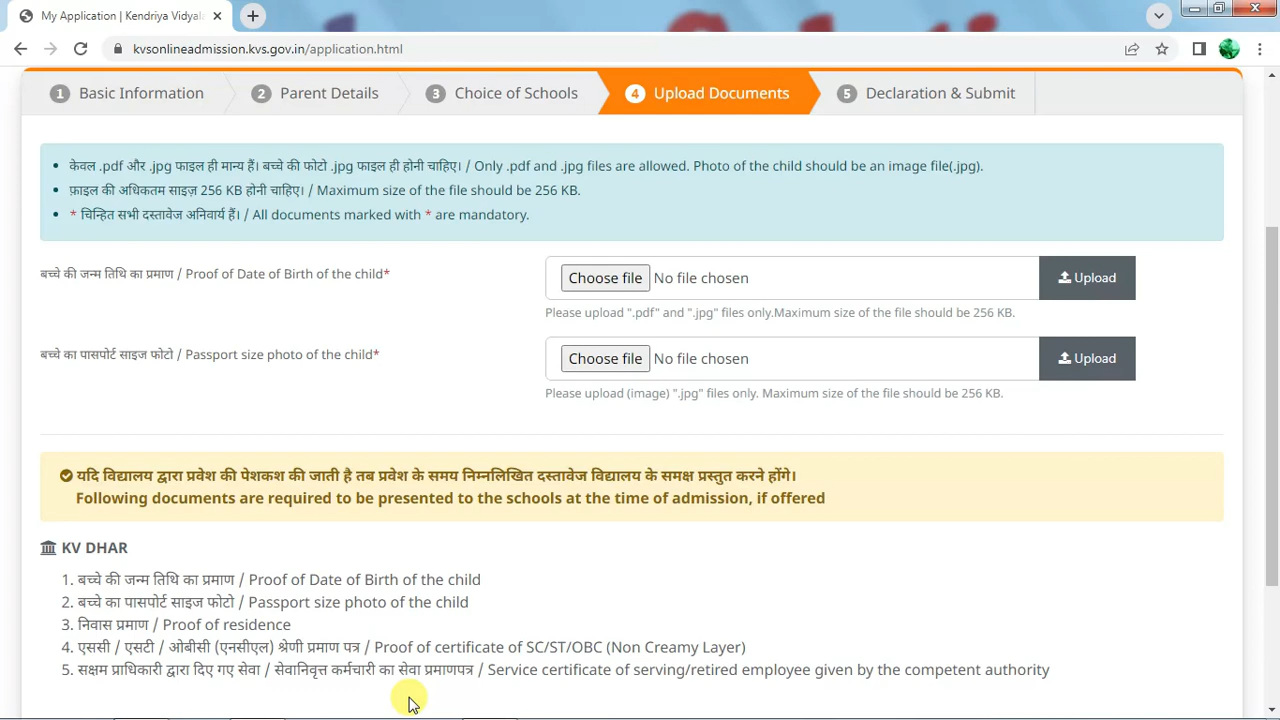 My Application | Kendriya Vidyal
kvsonlineadmission.kvs.gov.in/application.html
1 Basic Information 2 Parent Details 3 Choice of Schools 4 Upload Documents 5 Declaration & Submit
• केवल .pdf और .jpg फाइल ही मान्य हैं। बच्चे की फोटो .jpg फाइल ही होनी चाहिए। / Only .pdf and .jpg files are allowed. Photo of the child should be an image file(.jpg).
• फ़ाइल की अधिकतम साइज़ 256 KB होनी चाहिए। / Maximum size of the file should be 256 KB.
• * चिन्हित सभी दस्तावेज अनिवार्य हैं। / All documents marked with * are mandatory.
बच्चे की जन्म तिथि का प्रमाण / Proof of Date of Birth of the child* Choose file No file chosen Upload
Please upload ".pdf" and ".jpg" files only.Maximum size of the file should be 256 KB.
बच्चे का पासपोर्ट साइज फोटो / Passport size photo of the child* Choose file No file chosen Upload
Please upload (image) ".jpg" files only. Maximum size of the file should be 256 KB.
यदि विद्यालय द्वारा प्रवेश की पेशकश की जाती है तब प्रवेश के समय निम्नलिखित दस्तावेज विद्यालय के समक्ष प्रस्तुत करने होंगे।
Following documents are required to be presented to the schools at the time of admission, if offered
KV DHAR
1. बच्चे की जन्म तिथि का प्रमाण / Proof of Date of Birth of the child
2. बच्चे का पासपोर्ट साइज फोटो / Passport size photo of the child
3. निवास प्रमाण / Proof of residence
4. एससी / एसटी / ओबीसी (एनसीएल) श्रेणी प्रमाण पत्र / Proof of certificate of SC/ST/OBC (Non Creamy Layer)
5. सक्षम प्राधिकारी द्वारा दिए गए सेवा / सेवानिवृत्त कर्मचारी का सेवा प्रमाणपत्र / Service certificate of serving/retired employee given by the competent authority